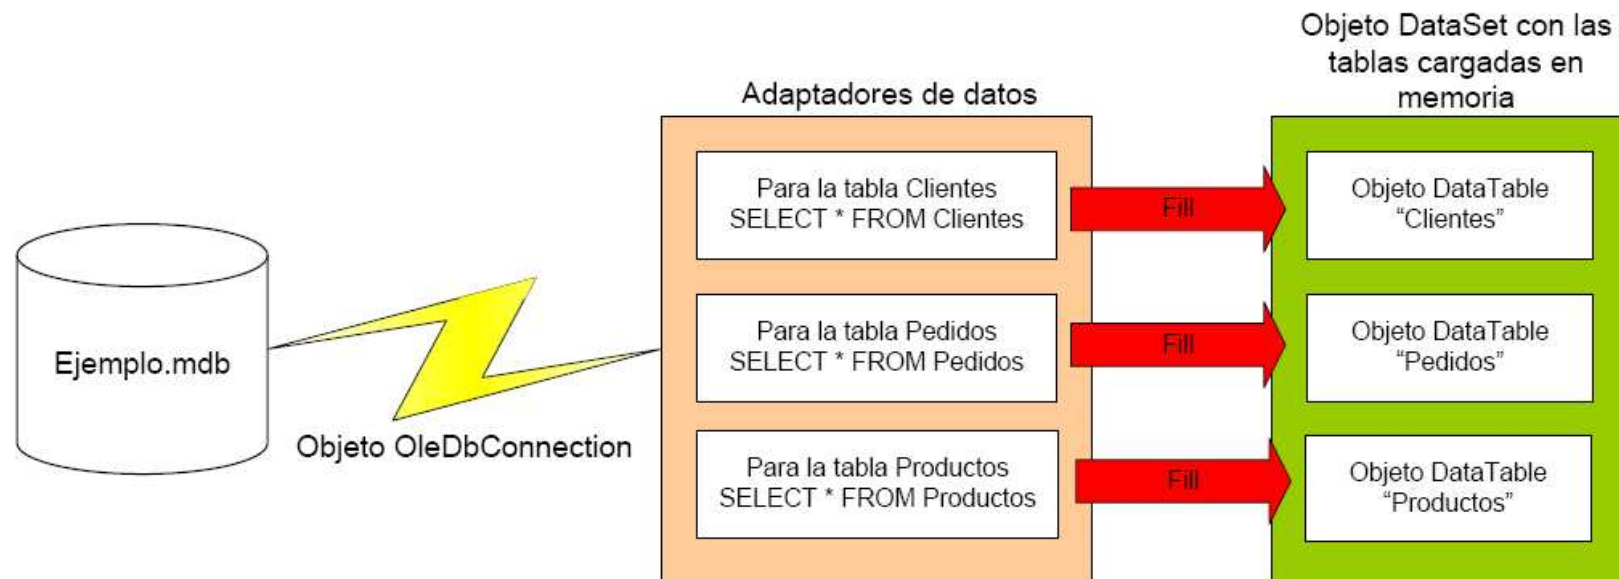 Objeto DataSet con las
tablas cargadas en
memoria
Adaptadores de datos
Para la tabla Clientes
SELECT * FROM Clientes
Fill
Objeto DataTable
“Clientes”
Ejemplo.mdb
Objeto OleDbConnection
Para la tabla Pedidos
SELECT * FROM Pedidos
Fill
Objeto DataTable
“Pedidos”
Para la tabla Productos
SELECT * FROM Productos
Fill
Objeto DataTable
“Productos”